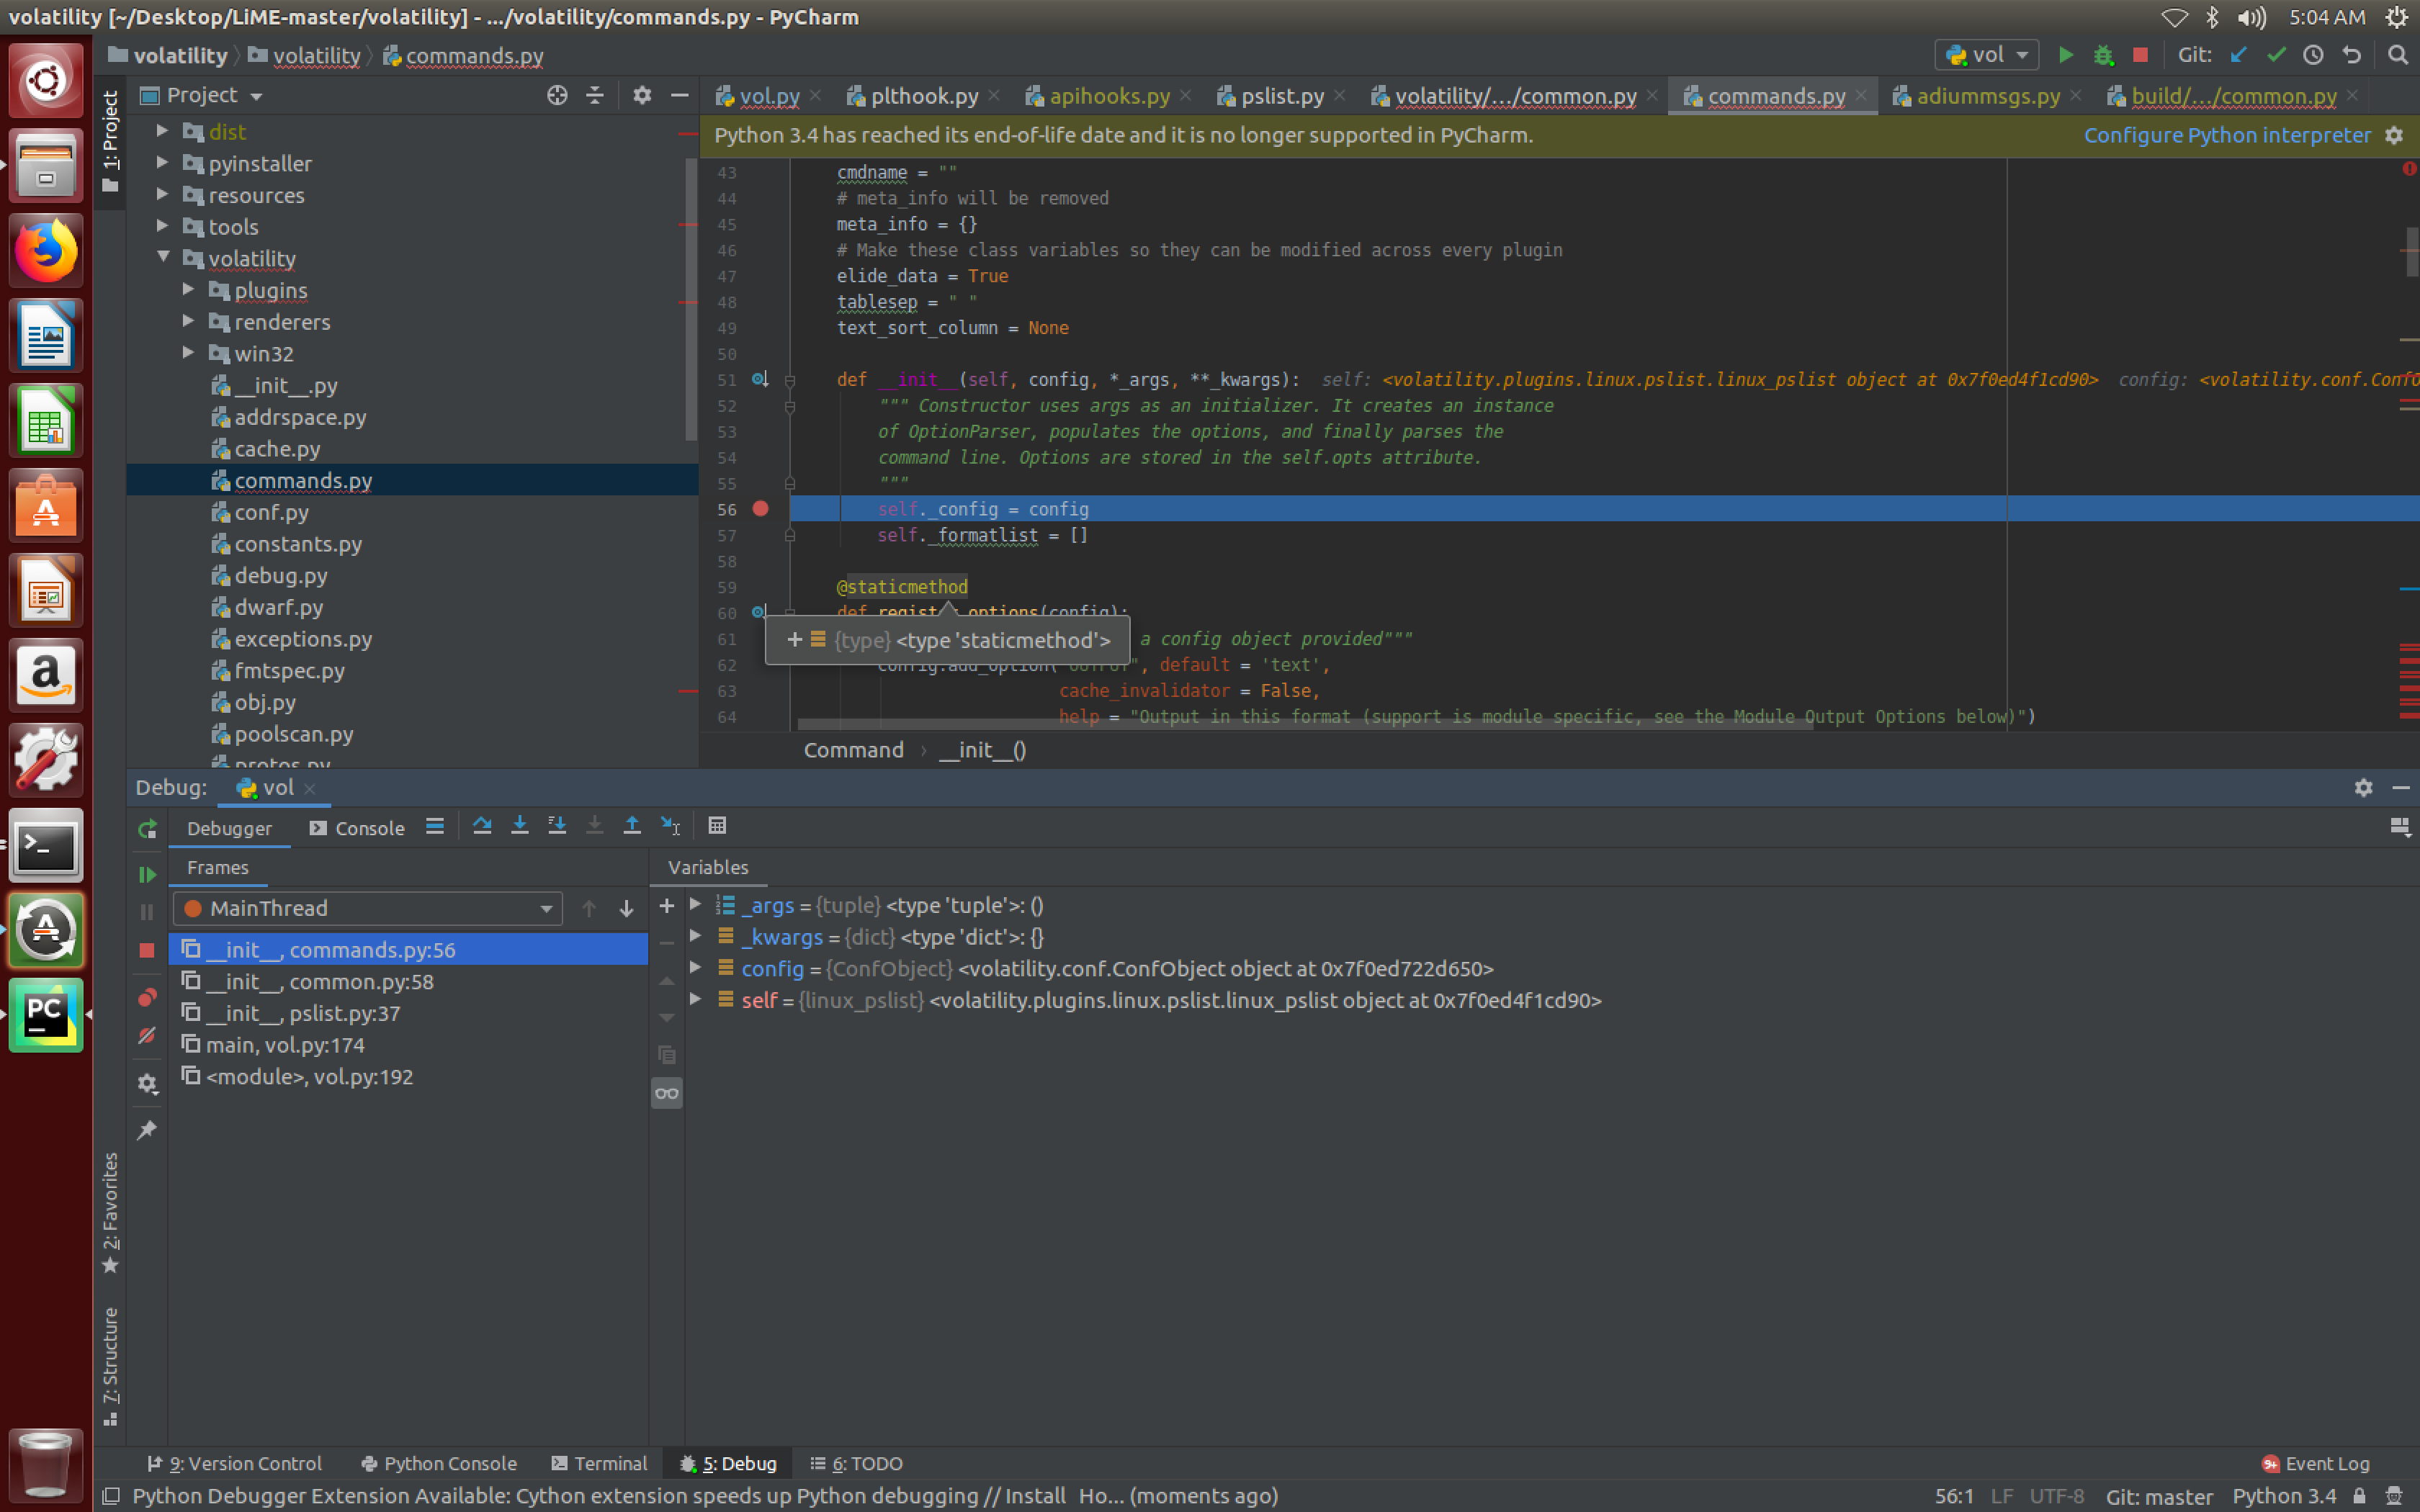 volatility [~/Desktop/LiME-master/volatility] - .../volatility/commands.py - PyCharm
5:04 AM
volatility
volatility
commands.py
vol
Git:
1: Project
Project
vol.py
plthook.py
apihooks.py
pslist.py
volatility/.../common.py
commands.py
adiummsgs.py
build/.../common.py
Python 3.4 has reached its end-of-life date and it is no longer supported in PyCharm.
Configure Python interpreter
dist
pyinstaller
resources
tools
volatility
plugins
renderers
win32
__init__.py
addrspace.py
cache.py
commands.py
conf.py
constants.py
debug.py
dwarf.py
exceptions.py
fmtspec.py
obj.py
poolscan.py
protos.py
43 cmdname = ""
44 # meta_info will be removed
45 meta_info = {}
46 # Make these class variables so they can be modified across every plugin
47 elide_data = True
48 tablesep = " "
49 text_sort_column = None
50
51 def __init__(self, config, *_args, **_kwargs): self: <volatility.plugins.linux.pslist.linux_pslist object at 0x7f0ed4f1cd90> config: <volatility.conf.ConfO
52 """ Constructor uses args as an initializer. It creates an instance
53 of OptionParser, populates the options, and finally parses the
54 command line. Options are stored in the self.opts attribute.
55 """
56 self._config = config
57 self._formatlist = []
58
59 @staticmethod
60 def register_options(config):
61 a config object provided"""
+ {type} <type 'staticmethod'>
62 config.add_option("OUTPUT", default = 'text',
63 cache_invalidator = False,
64 help = "Output in this format (support is module specific, see the Module Output Options below)")
Command › __init__()
Debug: vol
Debugger
Console
Frames
Variables
MainThread
__init__, commands.py:56
__init__, common.py:58
__init__, pslist.py:37
main, vol.py:174
<module>, vol.py:192
_args = {tuple} <type 'tuple'>: ()
_kwargs = {dict} <type 'dict'>: {}
config = {ConfObject} <volatility.conf.ConfObject object at 0x7f0ed722d650>
self = {linux_pslist} <volatility.plugins.linux.pslist.linux_pslist object at 0x7f0ed4f1cd90>
2: Favorites
7: Structure
9: Version Control
Python Console
Terminal
5: Debug
6: TODO
9+ Event Log
Python Debugger Extension Available: Cython extension speeds up Python debugging // Install Ho... (moments ago)
56:1 LF UTF-8 Git: master Python 3.4